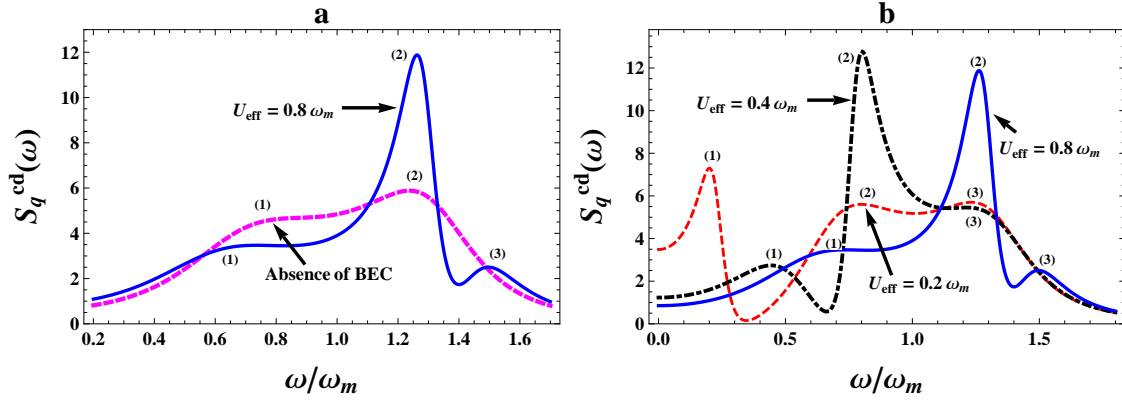 a
S_q^cd(ω)
12
10
8
6
4
2
0
(2)
U_eff = 0.8 ω_m
(2)
(1)
(1)
(3)
Absence of BEC
0.2 0.4 0.6 0.8 1.0 1.2 1.4 1.6
ω/ω_m
b
S_q^cd(ω)
14
12
10
8
6
4
2
0
(2)
(2)
U_eff = 0.4 ω_m
U_eff = 0.8 ω_m
(1)
(2)
(3)
(3)
(1)
(1)
(3)
U_eff = 0.2 ω_m
0.0 0.5 1.0 1.5
ω/ω_m